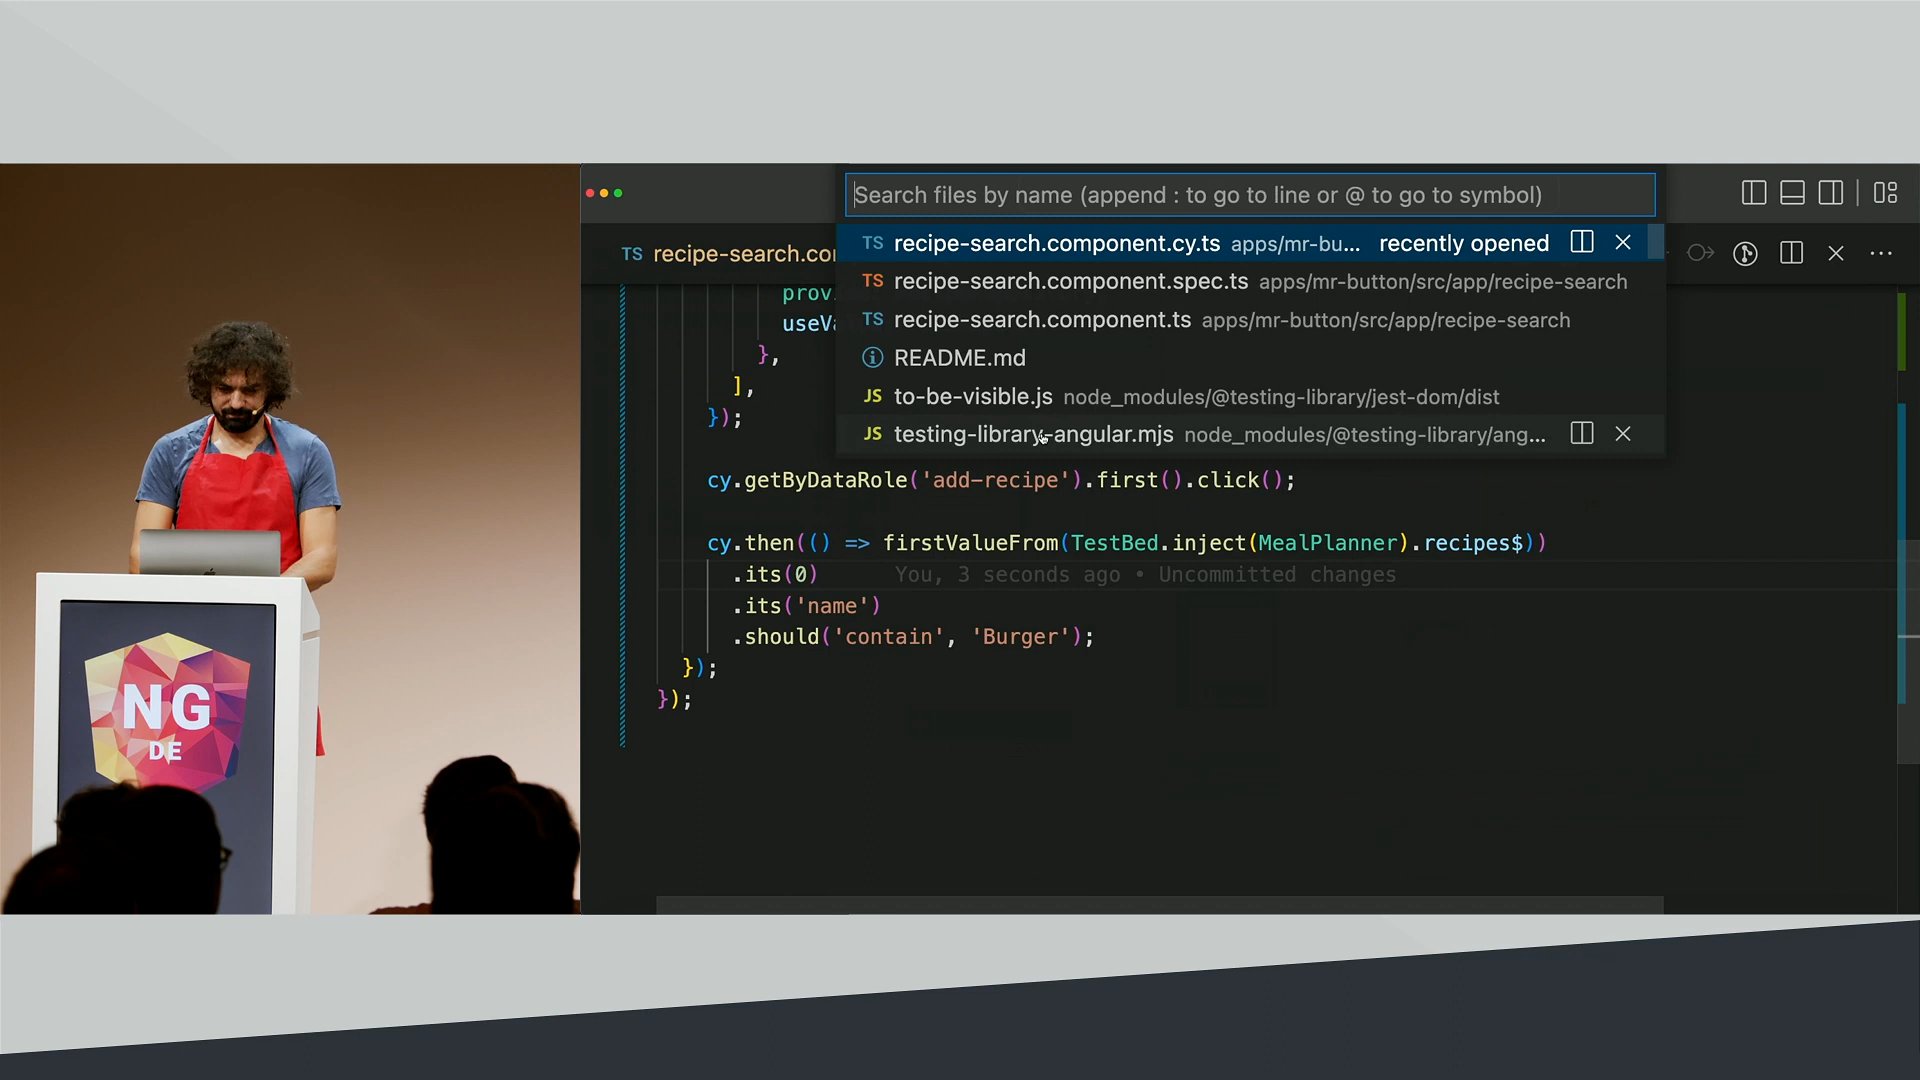 Search files by name (append : to go to line or @ to go to symbol)
TS recipe-search.component.cy.ts apps/mr-bu... recently opened
TS recipe-search.component.spec.ts apps/mr-button/src/app/recipe-search
TS recipe-search.component.ts apps/mr-button/src/app/recipe-search
README.md
JS to-be-visible.js node_modules/@testing-library/jest-dom/dist
JS testing-library-angular.mjs node_modules/@testing-library/ang...
TS recipe-search.co
prov
useVa
},
],
});
cy.getByDataRole('add-recipe').first().click();
cy.then(() => firstValueFrom(TestBed.inject(MealPlanner).recipes$))
.its(0) You, 3 seconds ago • Uncommitted changes
.its('name')
.should('contain', 'Burger');
});
});
NG
DE